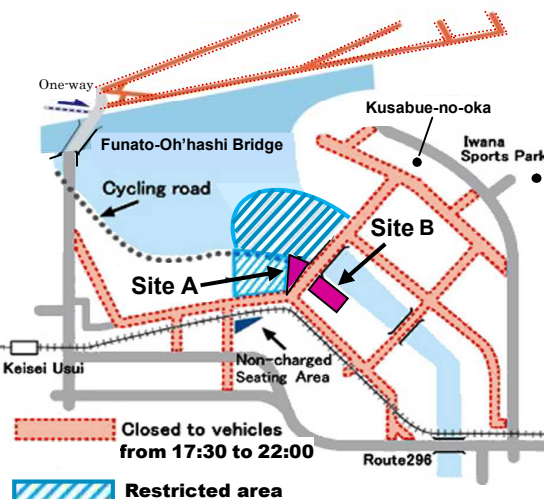 One-way
Kusabue-no-oka
Funato-Oh'hashi Bridge
Iwana
Sports Park
Cycling road
Site B
Site A
Non-charged
Seating Area
Keisei Usui
Closed to vehicles
from 17:30 to 22:00
Route296
Restricted area